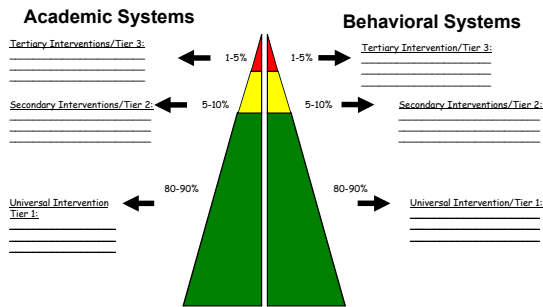 Academic Systems
Behavioral Systems
Tertiary Interventions/Tier 3:
1-5%
1-5%
Tertiary Intervention/Tier 3:
Secondary Interventions/Tier 2:
5-10%
5-10%
Secondary Interventions/Tier 2:
80-90%
80-90%
Universal Intervention
Tier 1:
Universal Intervention/Tier 1: